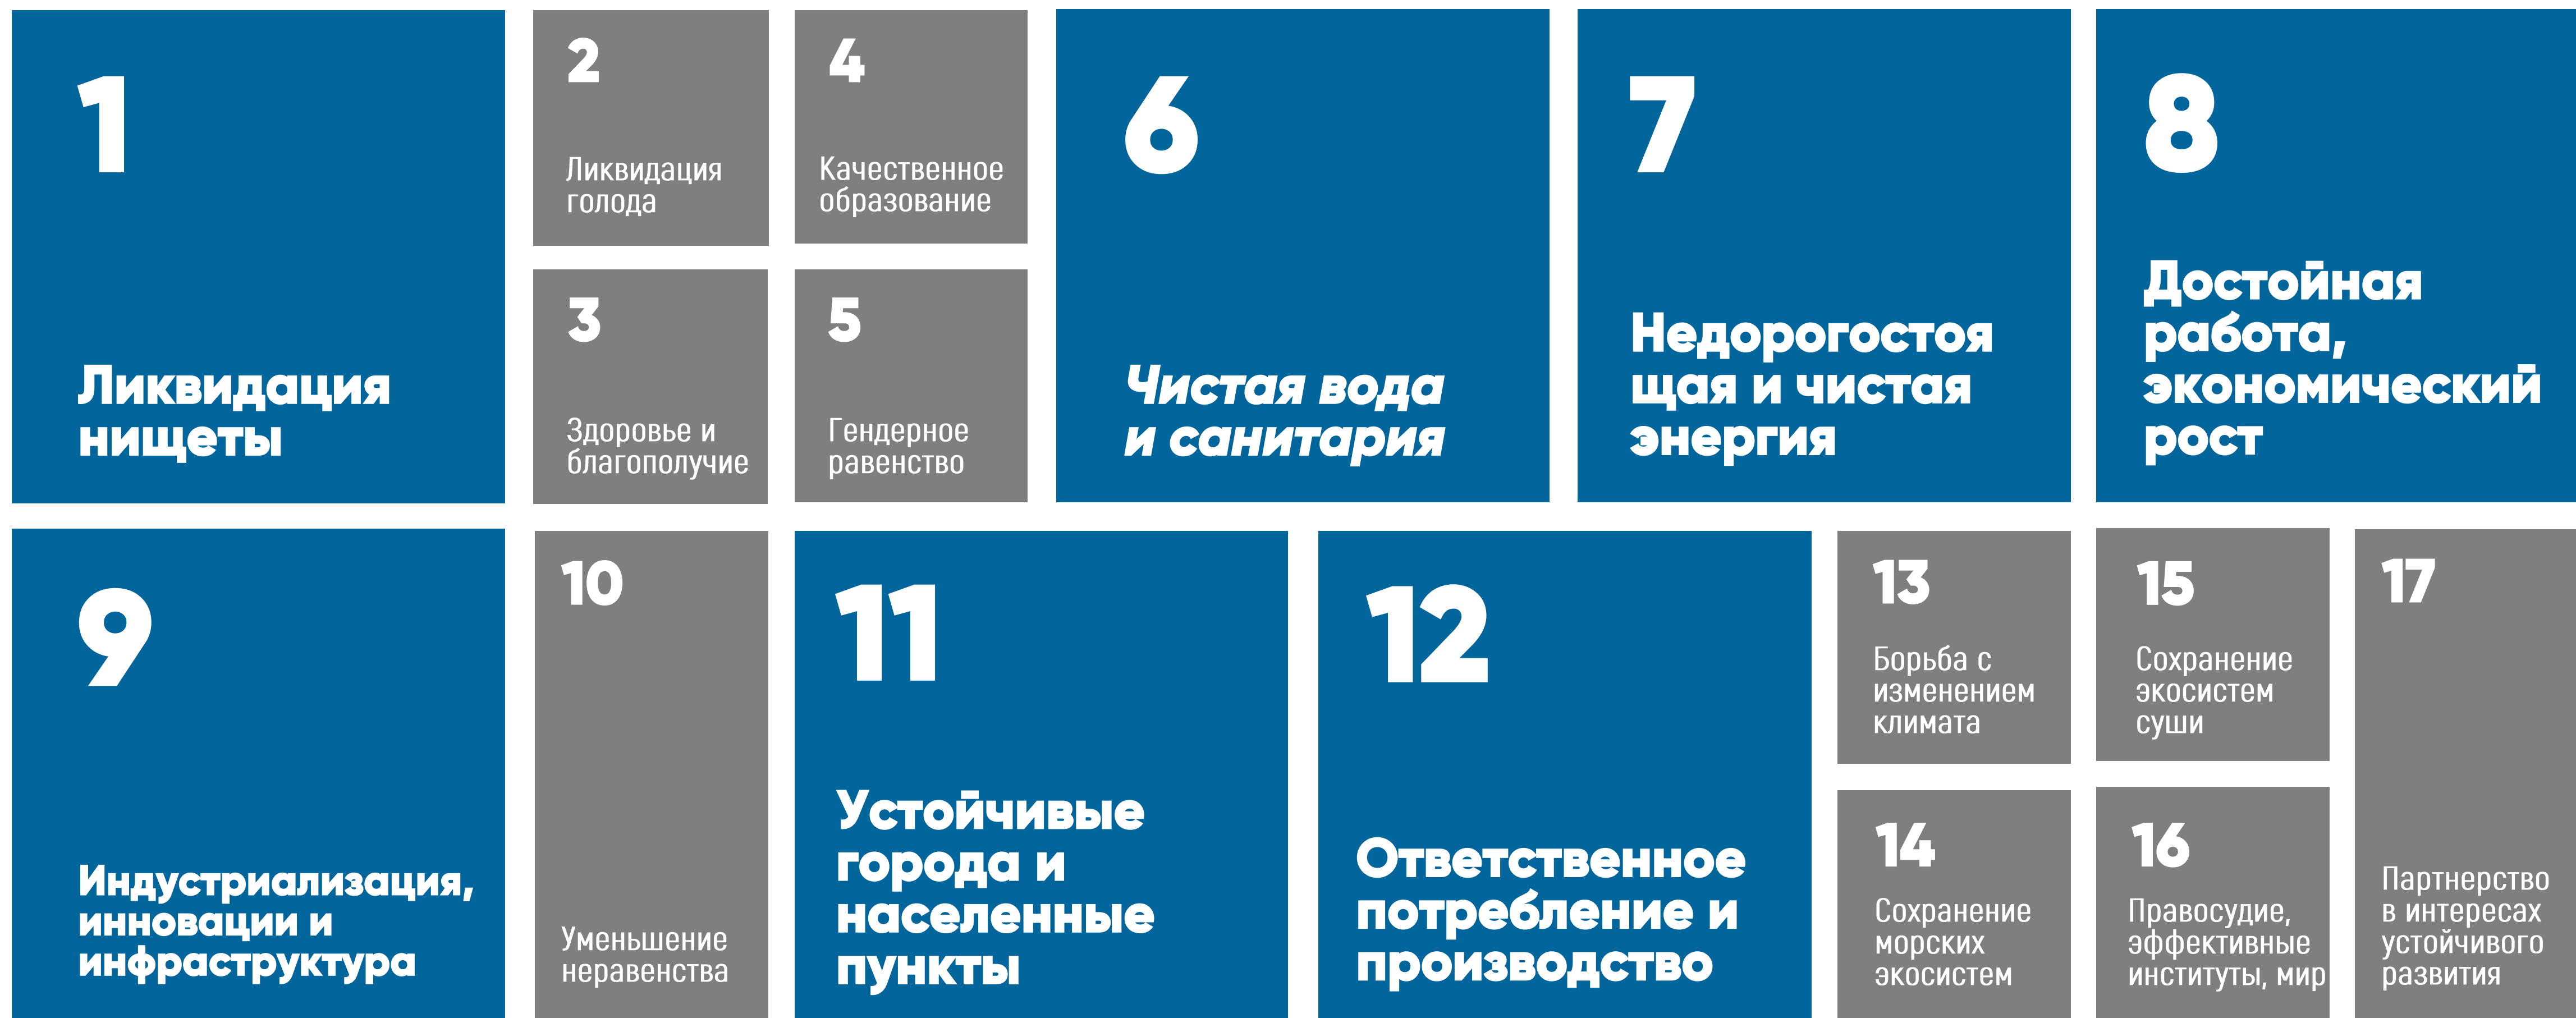 1
Ликвидация
нищеты
2
Ликвидация
голода
3
Здоровье и
благополучие
4
Качественное
образование
5
Гендерное
равенство
6
Чистая вода
и санитария
7
Недорогостоя
щая и чистая
энергия
8
Достойная
работа,
экономический
рост
9
Индустриализация,
инновации и
инфраструктура
10
Уменьшение
неравенства
11
Устойчивые
города и
населенные
пункты
12
Ответственное
потребление и
производство
13
Борьба с
изменением
климата
14
Сохранение
морских
экосистем
15
Сохранение
экосистем
суши
16
Правосудие,
эффективные
институты, мир
17
Партнерство
в интересах
устойчивого
развития